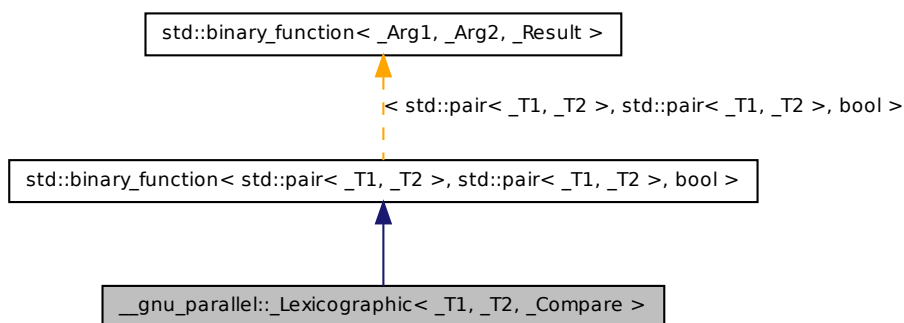 std::binary_function< _Arg1, _Arg2, _Result >
< std::pair< _T1, _T2 >, std::pair< _T1, _T2 >, bool >
std::binary_function< std::pair< _T1, _T2 >, std::pair< _T1, _T2 >, bool >
__gnu_parallel::_Lexicographic< _T1, _T2, _Compare >